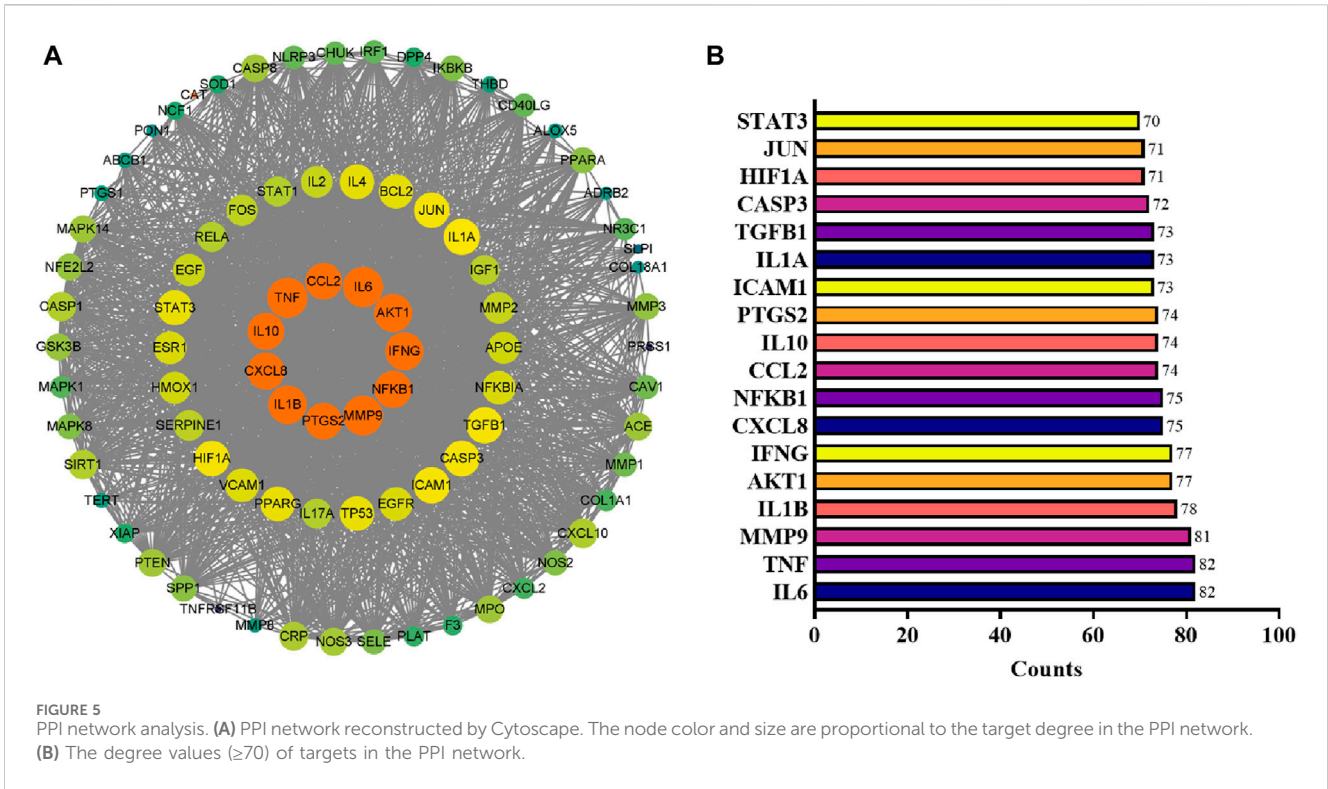 A
NLRP3
CHUK
IRF1
DPP4
IKBKB
THBD
CD40LG
ALOX5
PPARA
ADRB2
NR3C1
SLPI
COL18A1
MMP3
PRSS1
CAV1
ACE
MMP1
COL1A1
CXCL10
NOS2
CXCL2
MPO
F3
PLAT
SELE
NOS3
CRP
MMP8
TNFRSF11B
SPP1
PTEN
XIAP
TERT
SIRT1
MAPK8
MAPK1
GSK3B
CASP1
NFE2L2
MAPK14
PTGS1
ABCB1
PON1
NCF1
CAT
SOD1
CASP8
IL2
IL4
BCL2
JUN
IL1A
IGF1
MMP2
APOE
NFKBIA
TGFB1
CASP3
ICAM1
EGFR
TP53
IL17A
PPARG
VCAM1
HIF1A
SERPINE1
HMOX1
ESR1
STAT3
EGF
RELA
FOS
STAT1
CCL2
IL6
AKT1
IFNG
NFKB1
MMP9
PTGS2
IL1B
CXCL8
IL10
TNF
B
STAT3 70
JUN 71
HIF1A 71
CASP3 72
TGFB1 73
IL1A 73
ICAM1 73
PTGS2 74
IL10 74
CCL2 74
NFKB1 75
CXCL8 75
IFNG 77
AKT1 77
IL1B 78
MMP9 81
TNF 82
IL6 82
0 20 40 60 80 100
Counts
FIGURE 5
PPI network analysis. (A) PPI network reconstructed by Cytoscape. The node color and size are proportional to the target degree in the PPI network.
(B) The degree values (≥70) of targets in the PPI network.